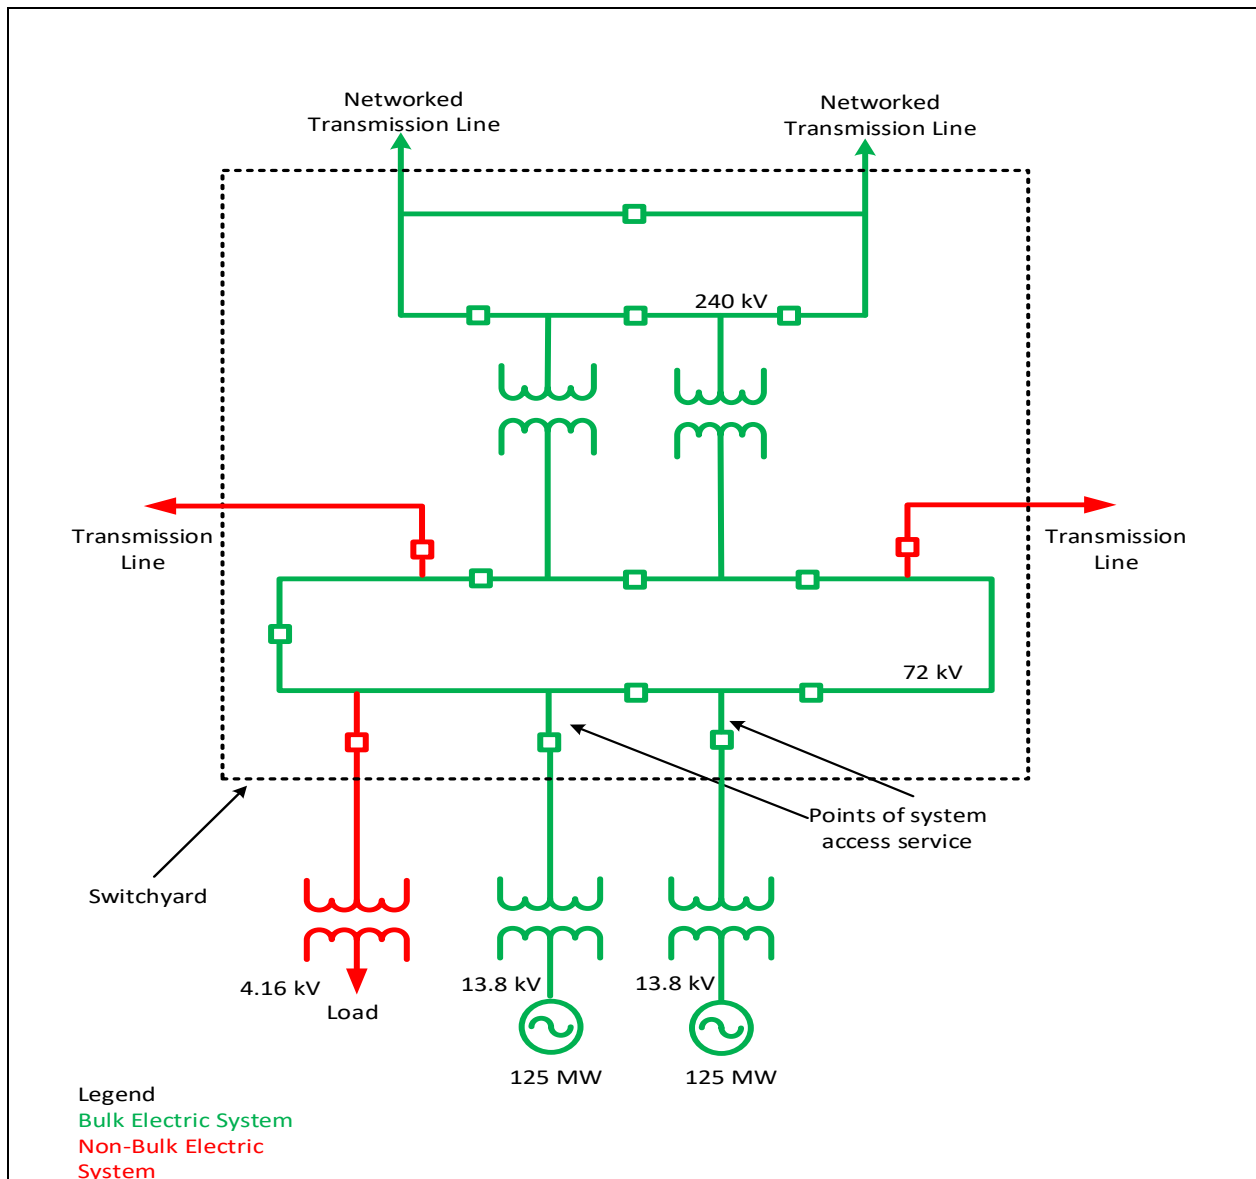 Networked
Transmission Line
Networked
Transmission Line
240 kV
Transmission
Line
Transmission
Line
72 kV
Points of system
access service
Switchyard
4.16 kV
Load
13.8 kV
13.8 kV
125 MW
125 MW
Legend
Bulk Electric System
Non-Bulk Electric
System